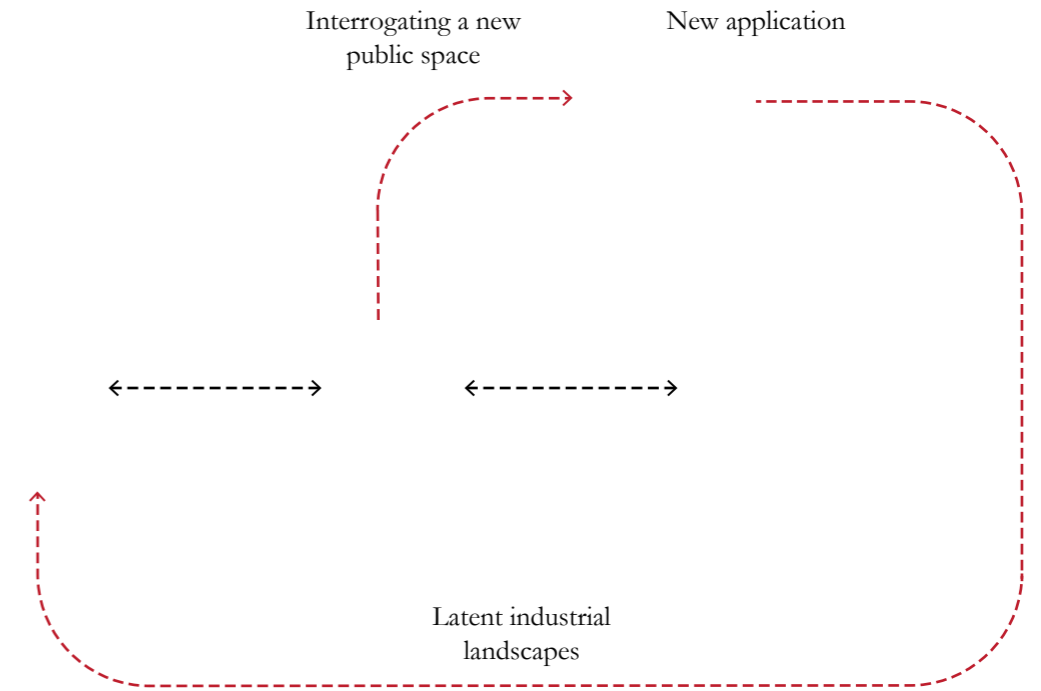 Interrogating a new
public space
New application
Latent industrial
landscapes